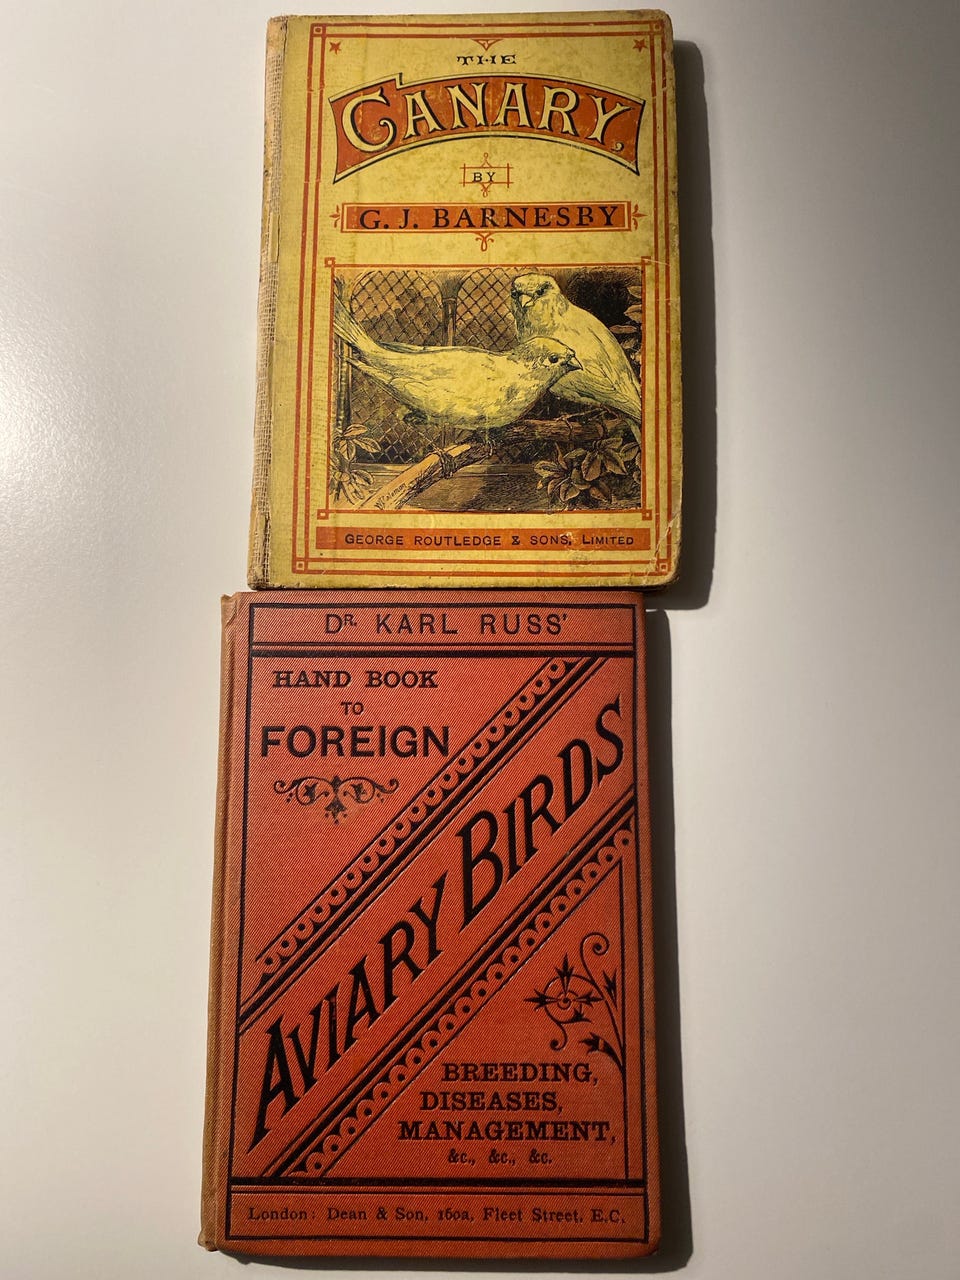 THE
CANARY,
BY
G. J. BARNESBY
GEORGE ROUTLEDGE & SONS, LIMITED
DR. KARL RUSS'
HAND BOOK
TO
FOREIGN
AVIARY BIRDS
BREEDING,
DISEASES,
MANAGEMENT,
&c., &c., &c.
London: Dean & Son, 160a, Fleet Street, E.C.